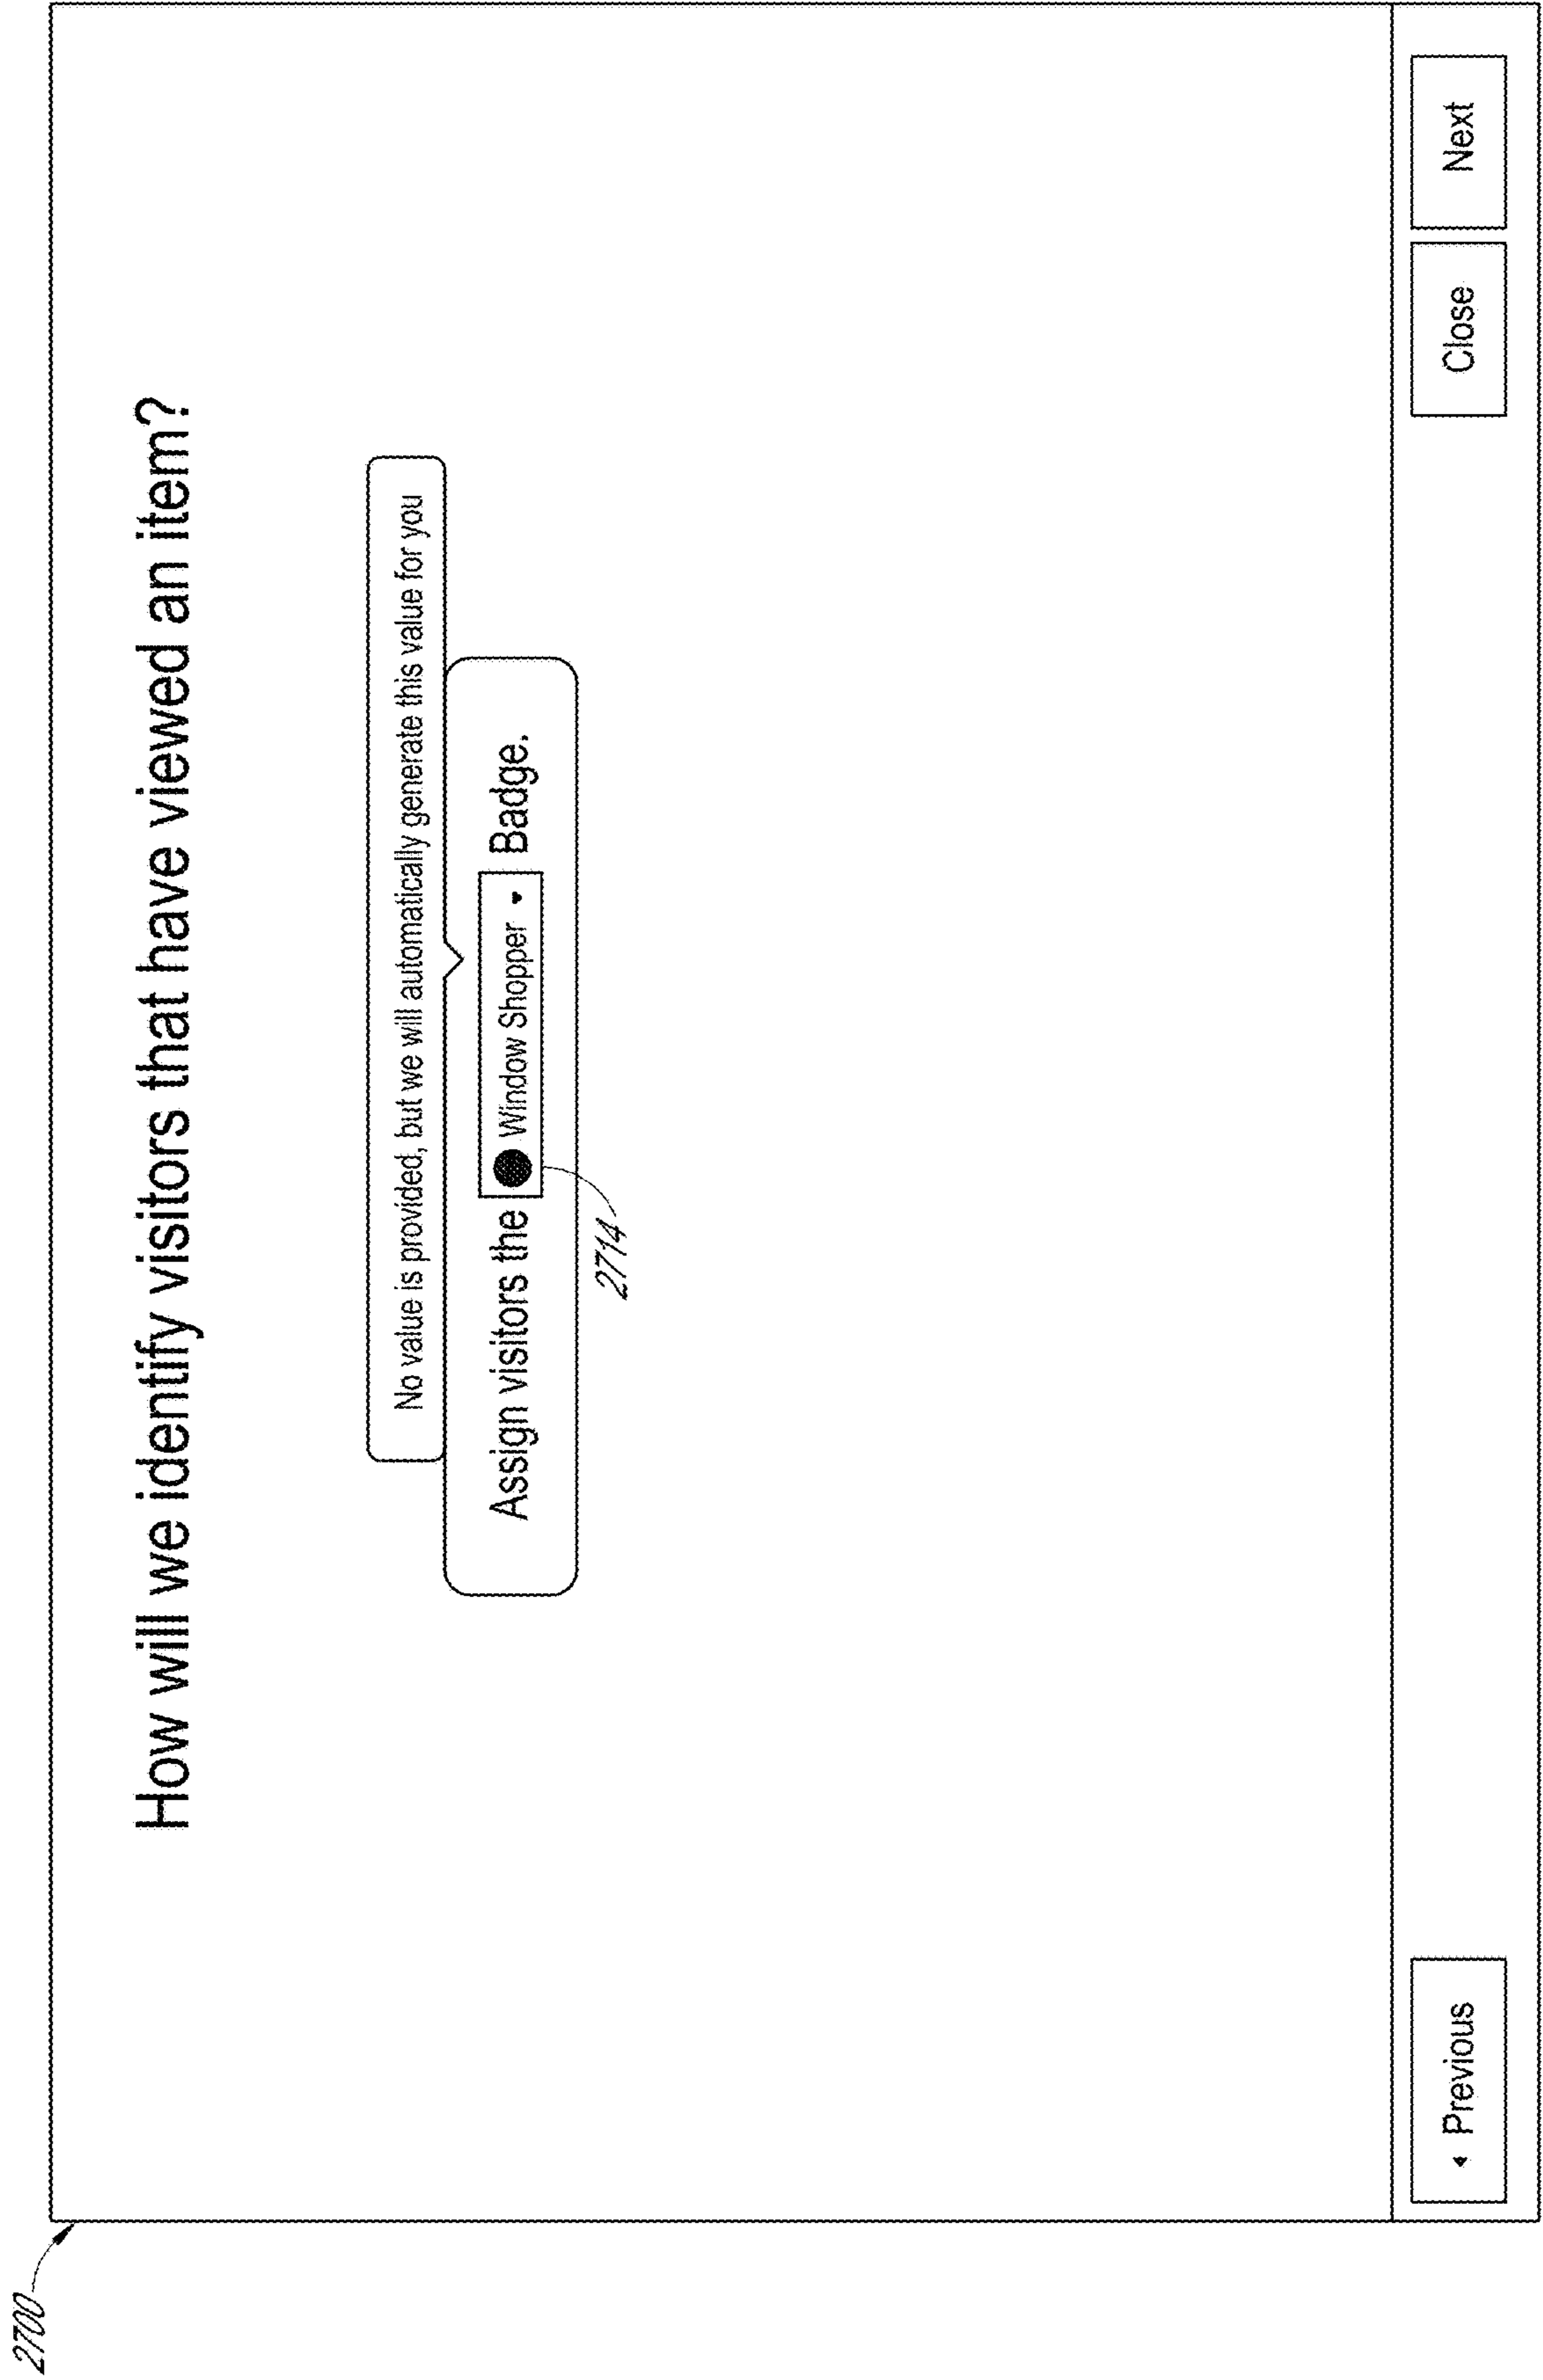 2700
How will we identify visitors that have viewed an item?
No value is provided, but we will automatically generate this value for you
Assign visitors the Window Shopper Badge.
2714
Previous
Close
Next